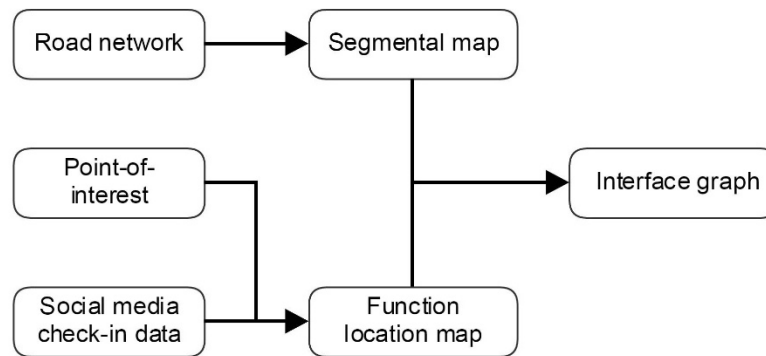 Road network
Segmental map
Point-of-
interest
Interface graph
Social media
check-in data
Function
location map